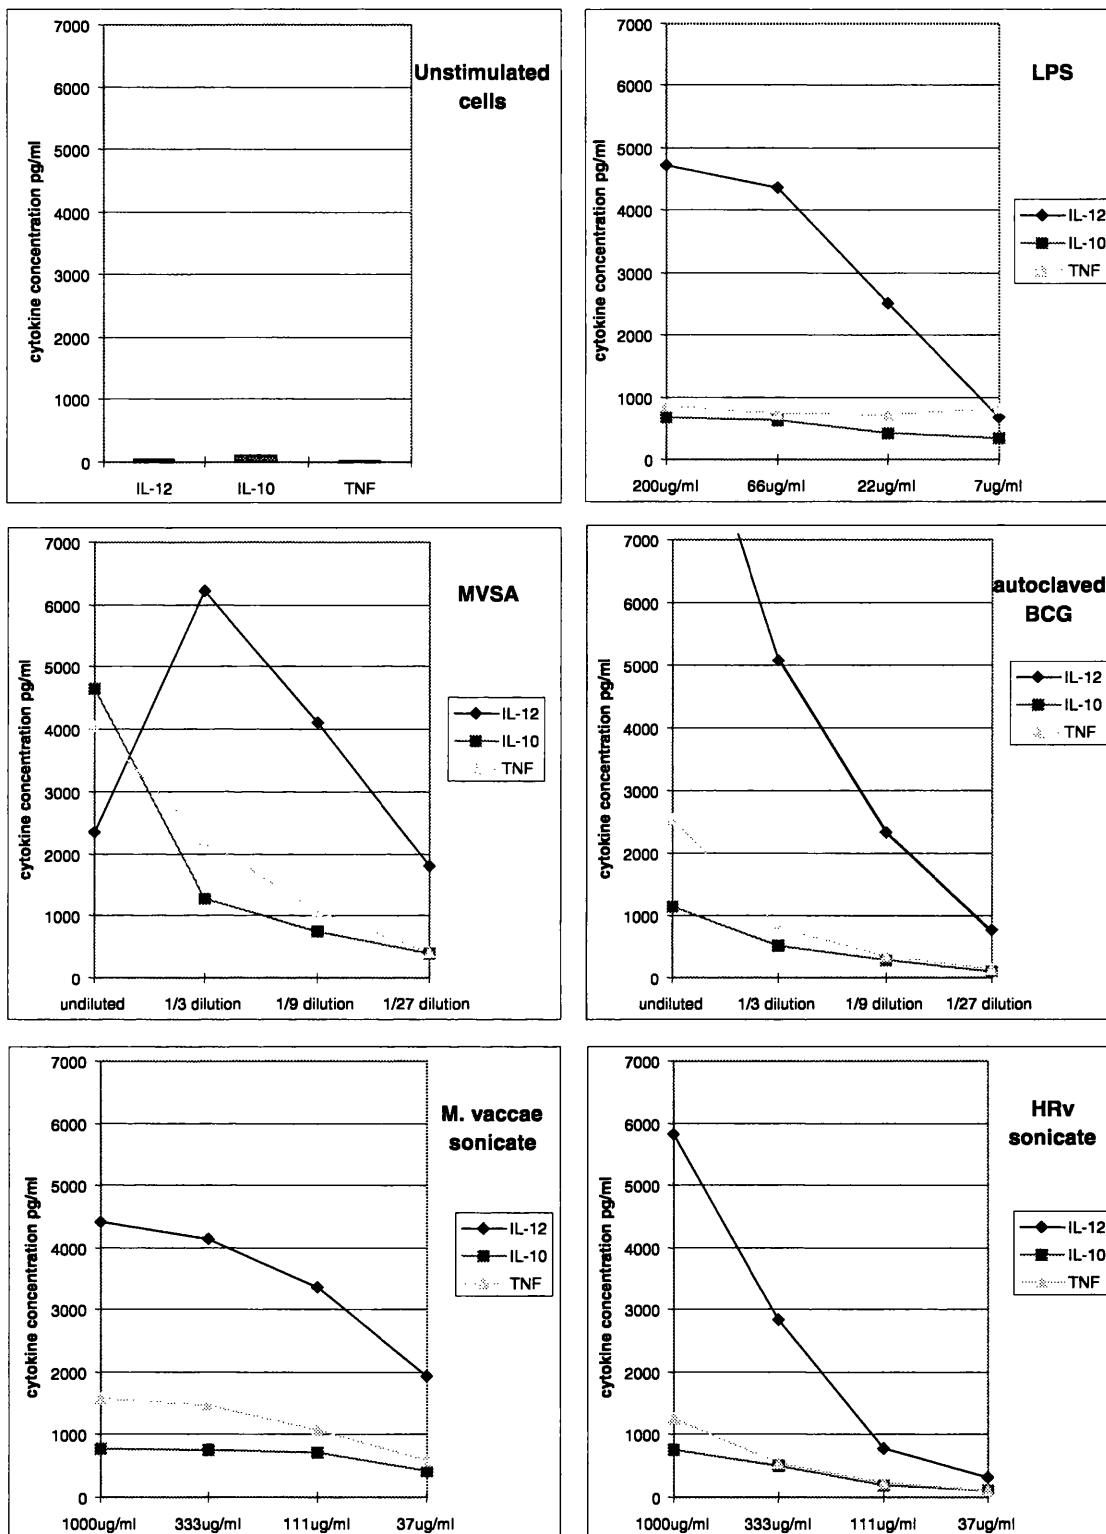 Unstimulated
cells
cytokine concentration pg/ml
7000
6000
5000
4000
3000
2000
1000
0
IL-12 IL-10 TNF
LPS
cytokine concentration pg/ml
7000
6000
5000
4000
3000
2000
1000
0
200ug/ml 66ug/ml 22ug/ml 7ug/ml
IL-12
IL-10
TNF
MVSA
cytokine concentration pg/ml
7000
6000
5000
4000
3000
2000
1000
0
undiluted 1/3 dilution 1/9 dilution 1/27 dilution
IL-12
IL-10
TNF
autoclaved
BCG
cytokine concentration pg/ml
7000
6000
5000
4000
3000
2000
1000
0
undiluted 1/3 dilution 1/9 dilution 1/27 dilution
IL-12
IL-10
TNF
M. vaccae
sonicate
cytokine concentration pg/ml
7000
6000
5000
4000
3000
2000
1000
0
1000ug/ml 333ug/ml 111ug/ml 37ug/ml
IL-12
IL-10
TNF
HRv
sonicate
cytokine concentration pg/ml
7000
6000
5000
4000
3000
2000
1000
0
1000ug/ml 333ug/ml 111ug/ml 37ug/ml
IL-12
IL-10
TNF